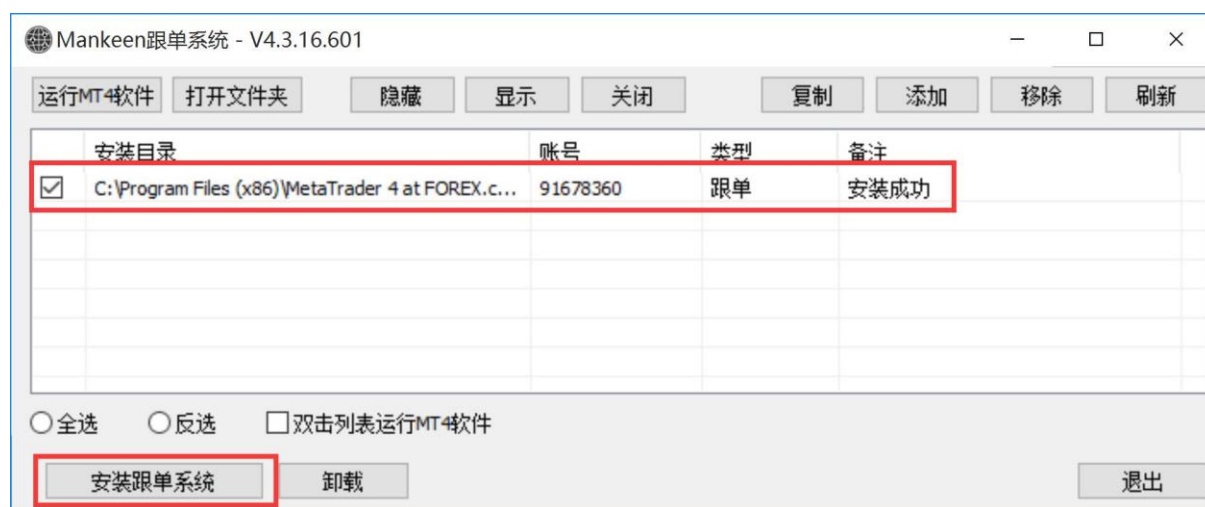 Mankeen跟单系统 - V4.3.16.601
运行MT4软件 打开文件夹 隐藏 显示 关闭 复制 添加 移除 刷新
安装目录 账号 类型 备注
C:\Program Files (x86)\MetaTrader 4 at FOREX.c... 91678360 跟单 安装成功
全选 反选 双击列表运行MT4软件
安装跟单系统 卸载 退出